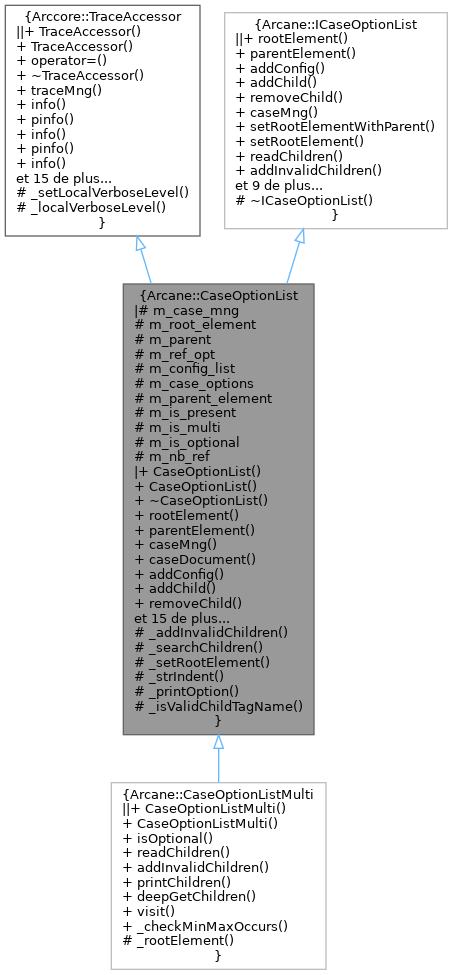 {Arccore::TraceAccessor
||+ TraceAccessor()
+ TraceAccessor()
+ operator=()
+ ~TraceAccessor()
+ traceMng()
+ info()
+ pinfo()
+ info()
+ pinfo()
+ info()
et 15 de plus...
# _setLocalVerboseLevel()
# _localVerboseLevel()
}
{Arcane::ICaseOptionList
||+ rootElement()
+ parentElement()
+ addConfig()
+ addChild()
+ removeChild()
+ caseMng()
+ setRootElementWithParent()
+ setRootElement()
+ readChildren()
+ addInvalidChildren()
et 9 de plus...
# ~ICaseOptionList()
}
{Arcane::CaseOptionList
|# m_case_mng
# m_root_element
# m_parent
# m_ref_opt
# m_config_list
# m_case_options
# m_parent_element
# m_is_present
# m_is_multi
# m_is_optional
# m_nb_ref
|+ CaseOptionList()
+ CaseOptionList()
+ ~CaseOptionList()
+ rootElement()
+ parentElement()
+ caseMng()
+ caseDocument()
+ addConfig()
+ addChild()
+ removeChild()
et 15 de plus...
# _addInvalidChildren()
# _searchChildren()
# _setRootElement()
# _strIndent()
# _printOption()
# _isValidChildTagName()
}
{Arcane::CaseOptionListMulti
||+ CaseOptionListMulti()
+ CaseOptionListMulti()
+ isOptional()
+ readChildren()
+ addInvalidChildren()
+ printChildren()
+ deepGetChildren()
+ visit()
+ _checkMinMaxOccurs()
# _rootElement()
}